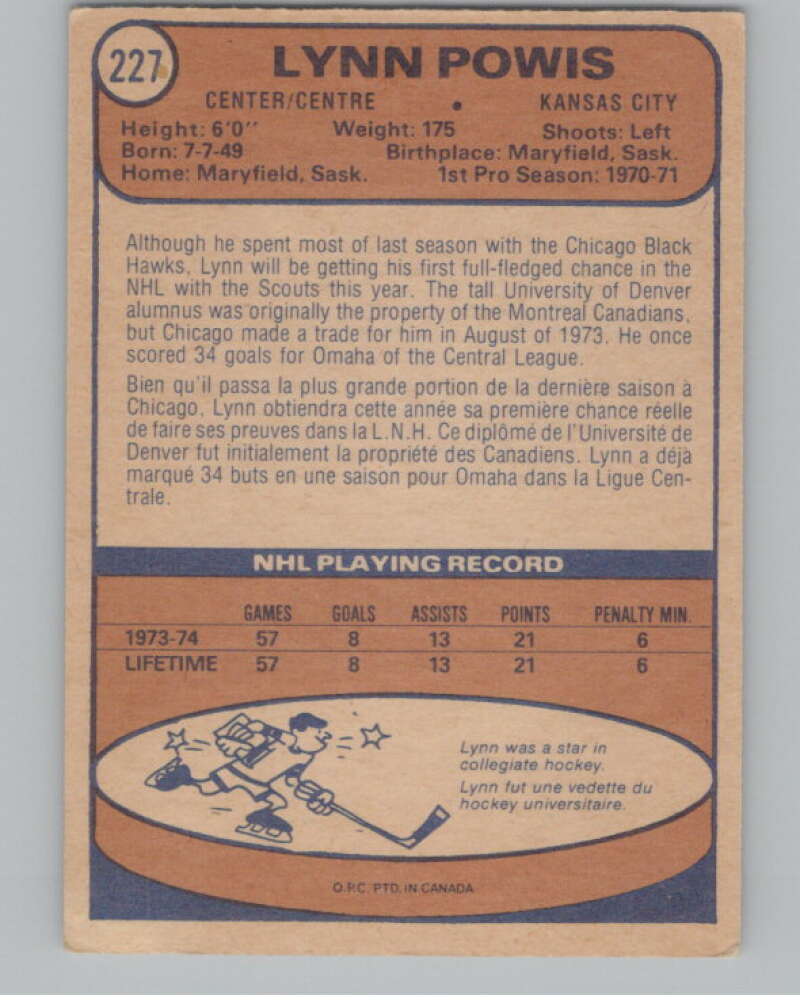 227
LYNN POWIS
CENTER/CENTRE • KANSAS CITY
Height: 6'0'' Weight: 175 Shoots: Left
Born: 7-7-49 Birthplace: Maryfield, Sask.
Home: Maryfield, Sask. 1st Pro Season: 1970-71
Although he spent most of last season with the Chicago Black
Hawks, Lynn will be getting his first full-fledged chance in the
NHL with the Scouts this year. The tall University of Denver
alumnus was originally the property of the Montreal Canadians,
but Chicago made a trade for him in August of 1973. He once
scored 34 goals for Omaha of the Central League.
Bien qu'il passa la plus grande portion de la dernière saison à
Chicago, Lynn obtiendra cette année sa première chance réelle
de faire ses preuves dans la L.N.H. Ce diplômé de l'Université de
Denver fut initialement la propriété des Canadiens. Lynn a déjà
marqué 34 buts en une saison pour Omaha dans la Ligue Cen-
trale.
NHL PLAYING RECORD
GAMES GOALS ASSISTS POINTS PENALTY MIN.
1973-74 57 8 13 21 6
LIFETIME 57 8 13 21 6
Lynn was a star in
collegiate hockey.
Lynn fut une vedette du
hockey universitaire.
O.P.C. PTD. IN CANADA